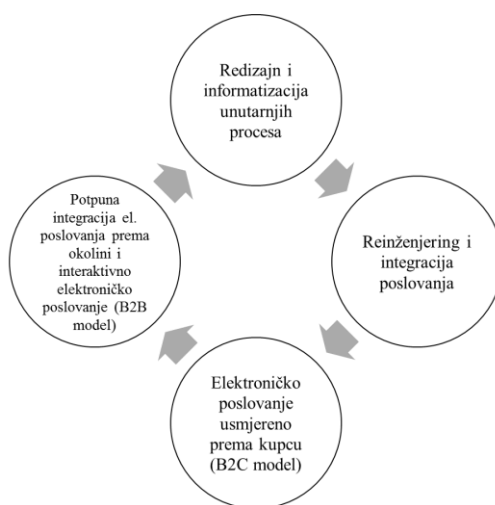 Redizajn i
informatizacija
unutarnjih
procesa
Reinženjering i
integracija
poslovanja
Elektroničko
poslovanje
usmjereno
prema kupcu
(B2C model)
Potpuna
integracija el.
poslovanja prema
okolini i
interaktivno
elektroničko
poslovanje (B2B
model)